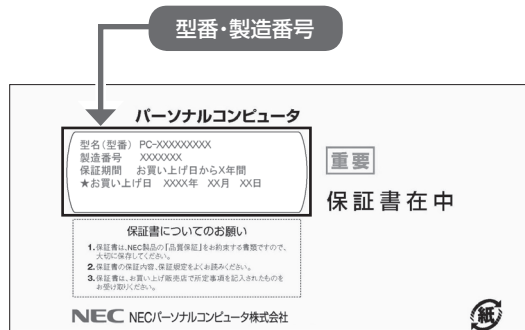 型番・製造番号
パーソナルコンピュータ
型名(型番) PC-XXXXXXXXX
製造番号 XXXXXXX
保証期間 お買い上げ日からX年間
★お買い上げ日 XXXX年 XX月 XX日
重要
保証書在中
保証書についてのお願い
1.保証書は、NEC製品の「品質保証」をお約束する書類ですので、
大切に保存してください。
2.保証書の保証内容、保証規定をよくお読みください。
3.保証書は、お買い上げ販売店で所定事項を記入されたものを
お受け取りください。
NEC NECパーソナルコンピュータ株式会社
紙